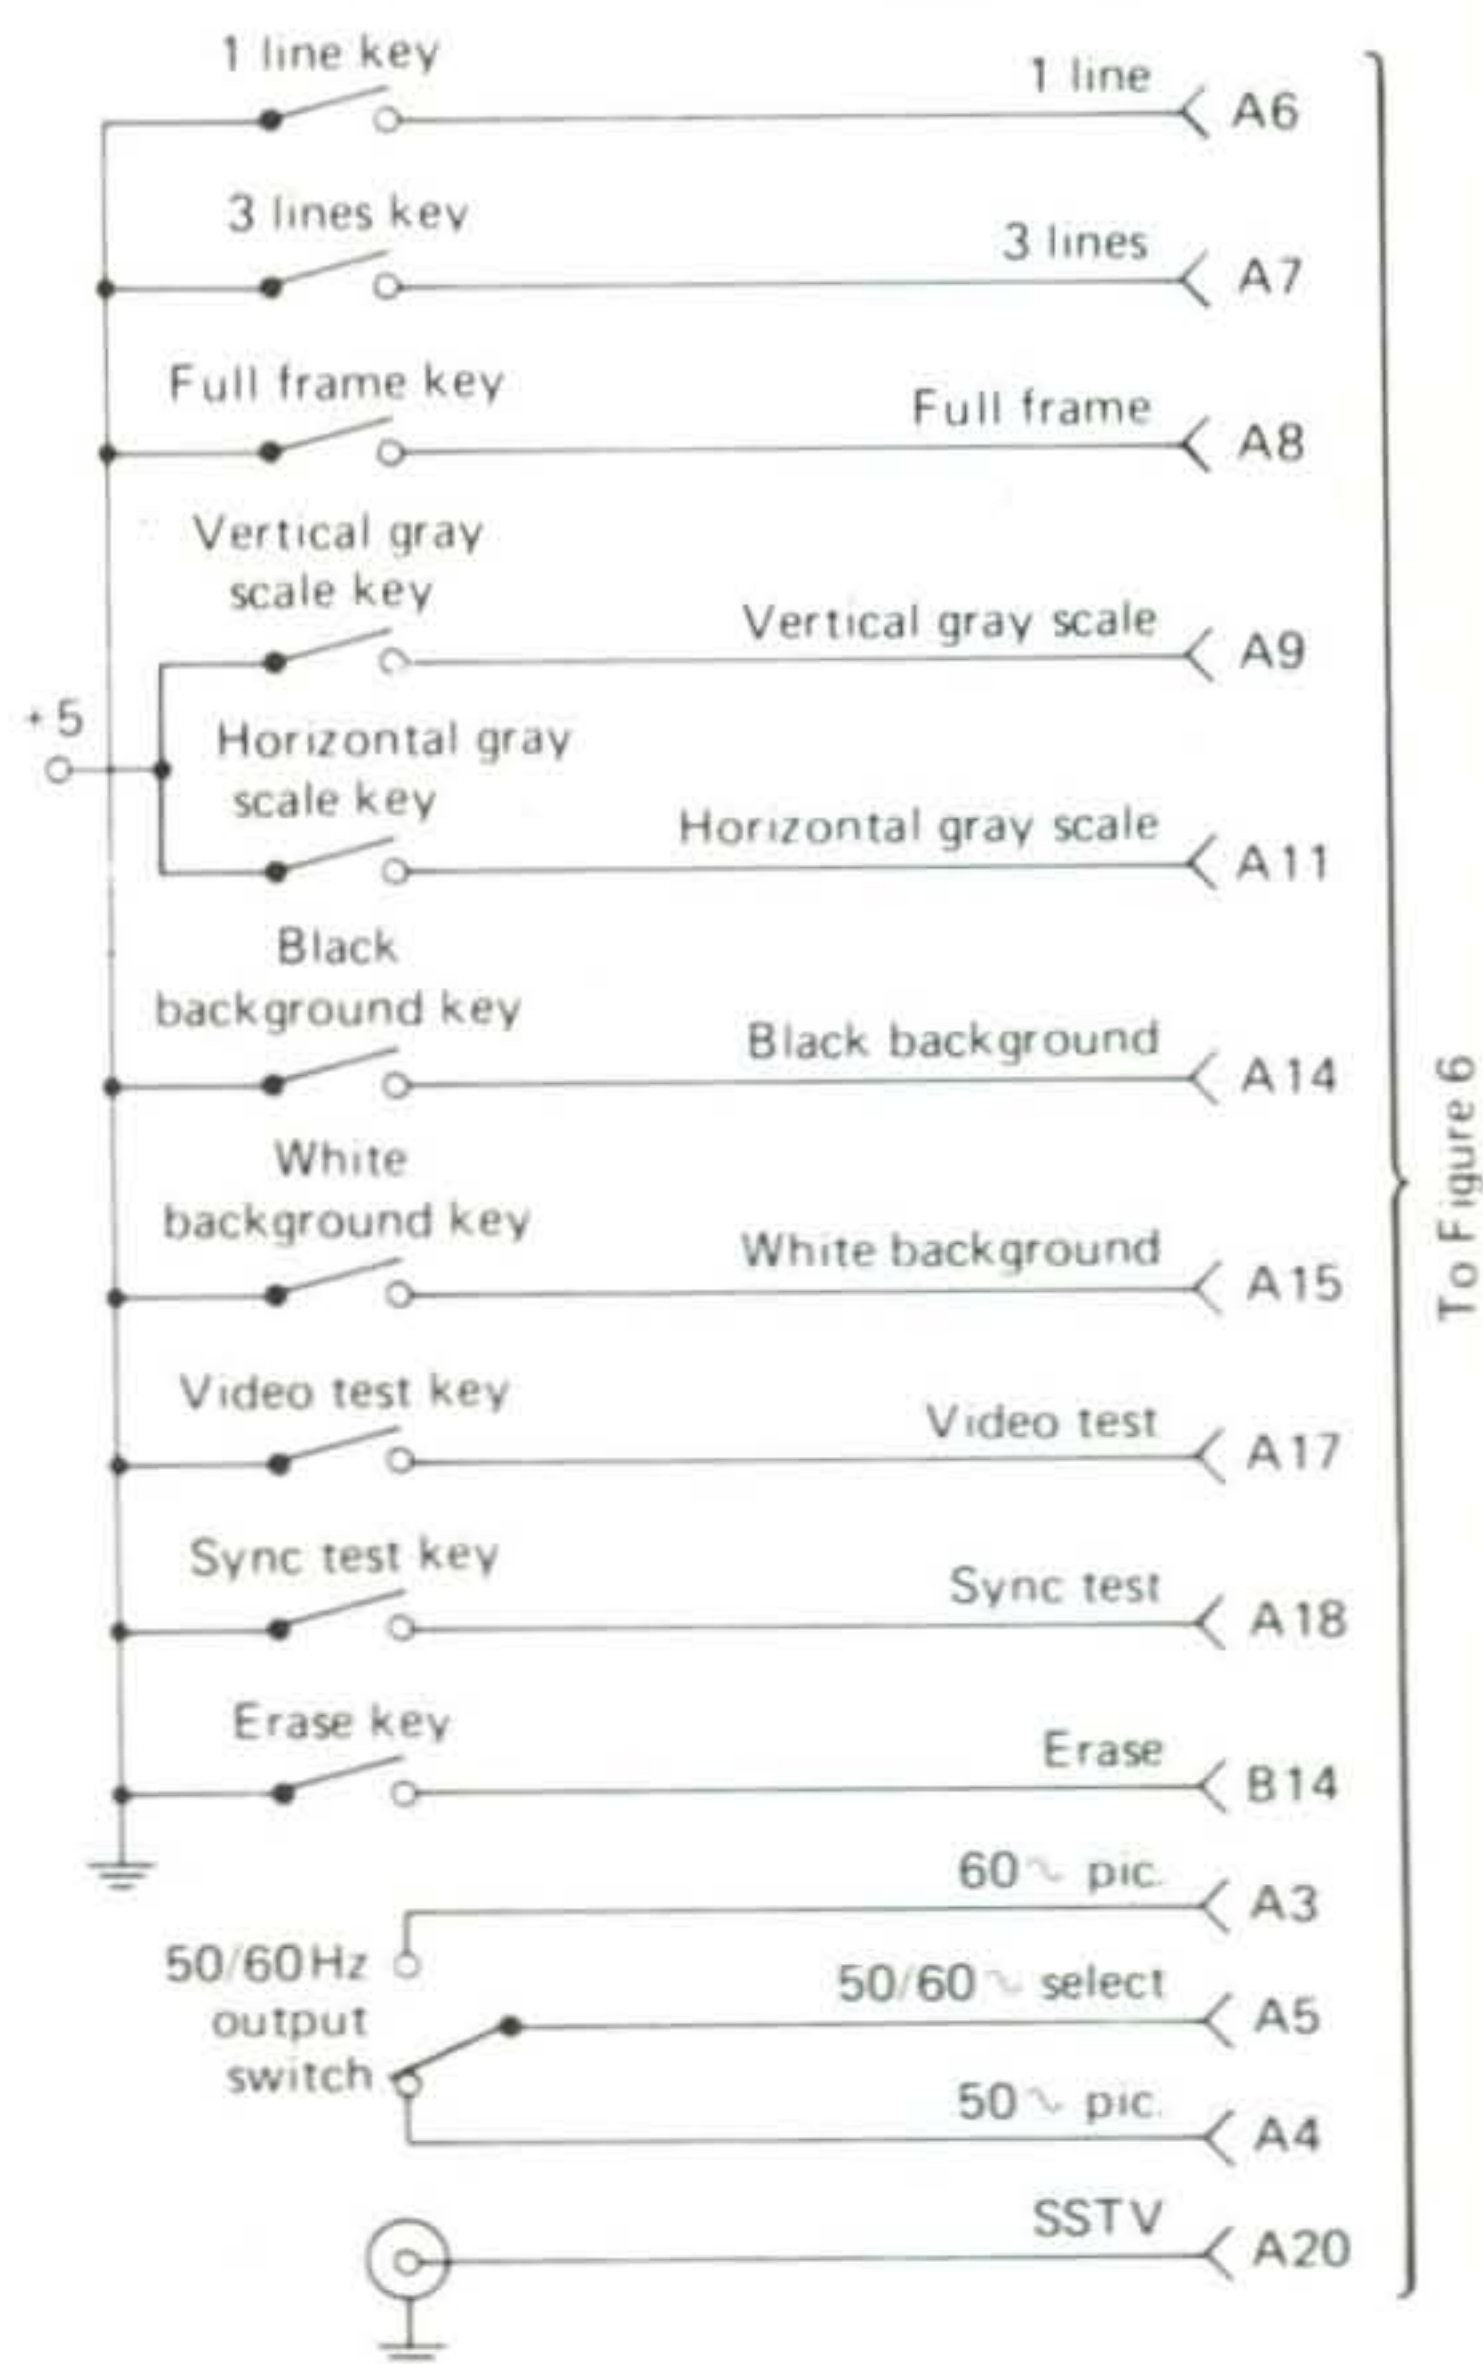 1 line key
1 line
A6
3 lines key
3 lines
A7
Full frame key
Full frame
A8
Vertical gray
scale key
Vertical gray scale
A9
+5
Horizontal gray
scale key
Horizontal gray scale
A11
Black
background key
Black background
A14
White
background key
White background
A15
Video test key
Video test
A17
Sync test key
Sync test
A18
Erase key
Erase
B14
60~ pic.
A3
50/60Hz
output
switch
50/60~ select
A5
50~ pic.
A4
SSTV
A20
To Figure 6